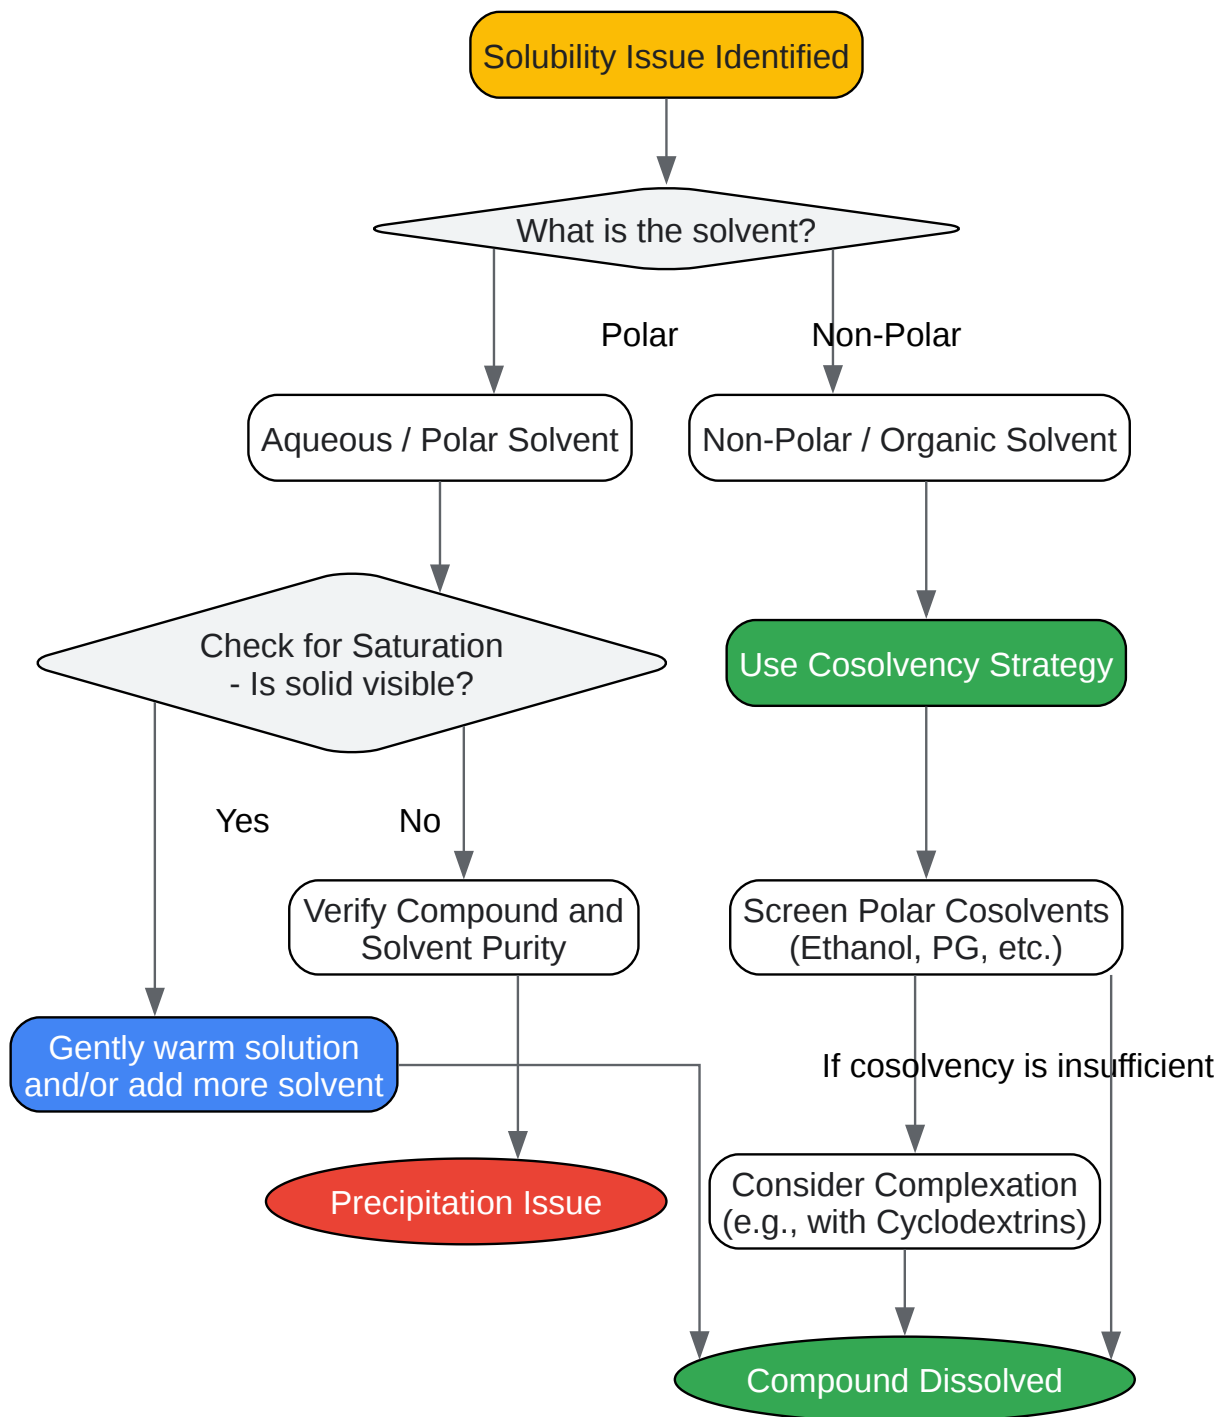 Solubility Issue Identified
What is the solvent?
Polar
Non-Polar
Aqueous / Polar Solvent
Non-Polar / Organic Solvent
Check for Saturation
- Is solid visible?
Use Cosolvency Strategy
Yes
No
Verify Compound and
Solvent Purity
Screen Polar Cosolvents
(Ethanol, PG, etc.)
Gently warm solution
and/or add more solvent
If cosolvency is insufficient
Precipitation Issue
Consider Complexation
(e.g., with Cyclodextrins)
Compound Dissolved